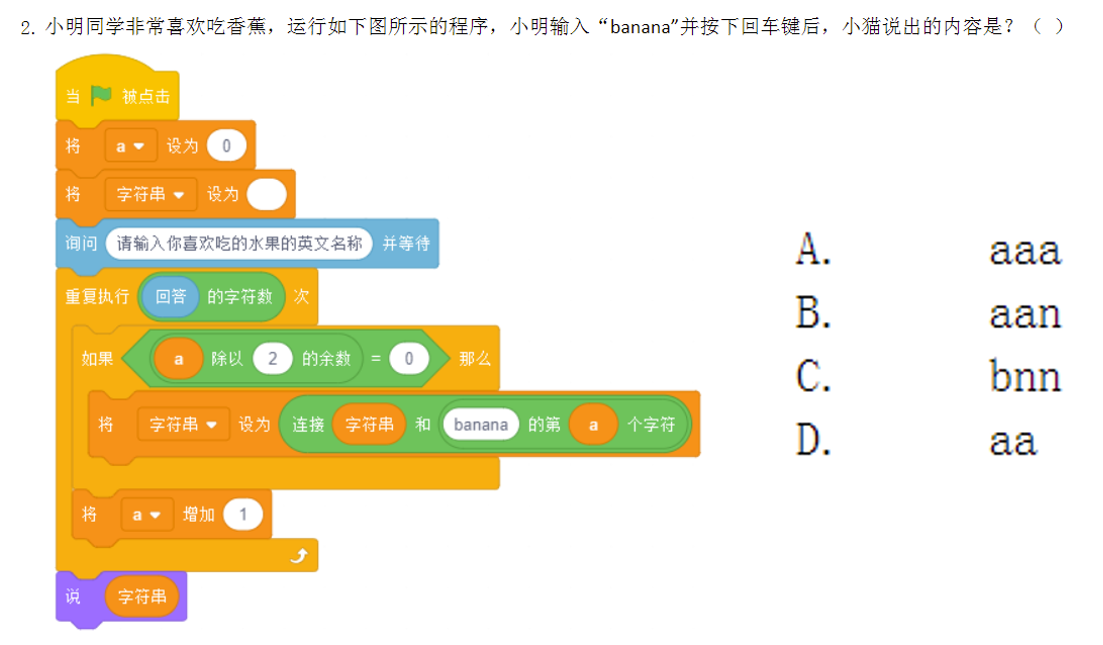 2. 小明同学非常喜欢吃香蕉，运行如下图所示的程序，小明输入“banana”并按下回车键后，小猫说出的内容是？（ ）
当 被点击
将 a 设为 0
将 字符串 设为
询问 请输入你喜欢吃的水果的英文名称 并等待
重复执行 回答 的字符数 次
如果 a 除以 2 的余数 = 0 那么
将 字符串 设为 连接 字符串 和 banana 的第 a 个字符
将 a 增加 1
说 字符串
A. aaa
B. aan
C. bnn
D. aa